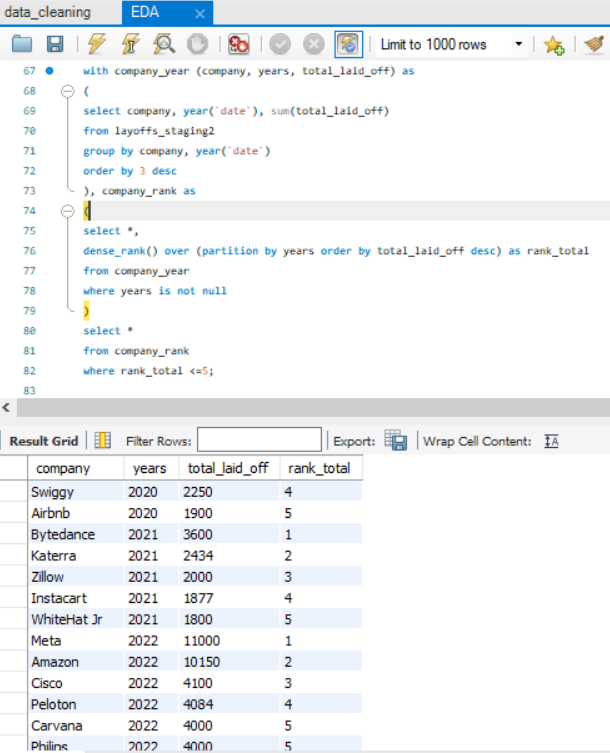 data_cleaning EDA
Limit to 1000 rows
67 with company_year (company, years, total_laid_off) as
68 (
69 select company, year(`date`), sum(total_laid_off)
70 from layoffs_staging2
71 group by company, year(`date`)
72 order by 3 desc
73 ), company_rank as
74 (
75 select *,
76 dense_rank() over (partition by years order by total_laid_off desc) as rank_total
77 from company_year
78 where years is not null
79 )
80 select *
81 from company_rank
82 where rank_total <=5;
83
Result Grid Filter Rows: Export: Wrap Cell Content: IA
company years total_laid_off rank_total
Swiggy 2020 2250 4
Airbnb 2020 1900 5
Bytedance 2021 3600 1
Katerra 2021 2434 2
Zillow 2021 2000 3
Instacart 2021 1877 4
WhiteHat Jr 2021 1800 5
Meta 2022 11000 1
Amazon 2022 10150 2
Cisco 2022 4100 3
Peloton 2022 4084 4
Carvana 2022 4000 5
Philips 2022 4000 5